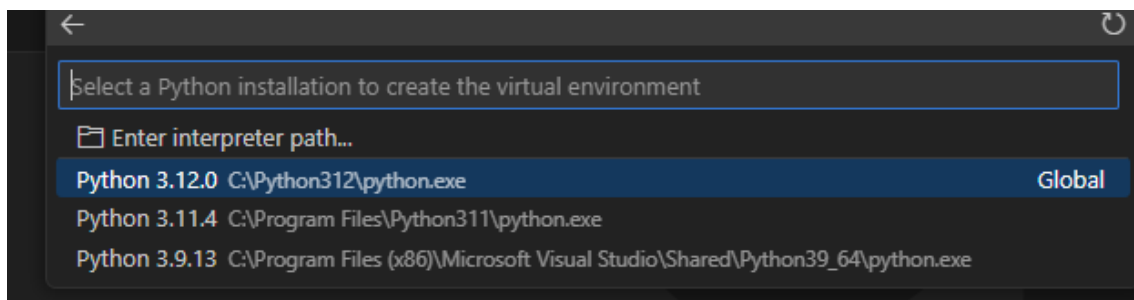 Select a Python installation to create the virtual environment
Enter interpreter path...
Python 3.12.0 C:\Python312\python.exe Global
Python 3.11.4 C:\Program Files\Python311\python.exe
Python 3.9.13 C:\Program Files (x86)\Microsoft Visual Studio\Shared\Python39_64\python.exe